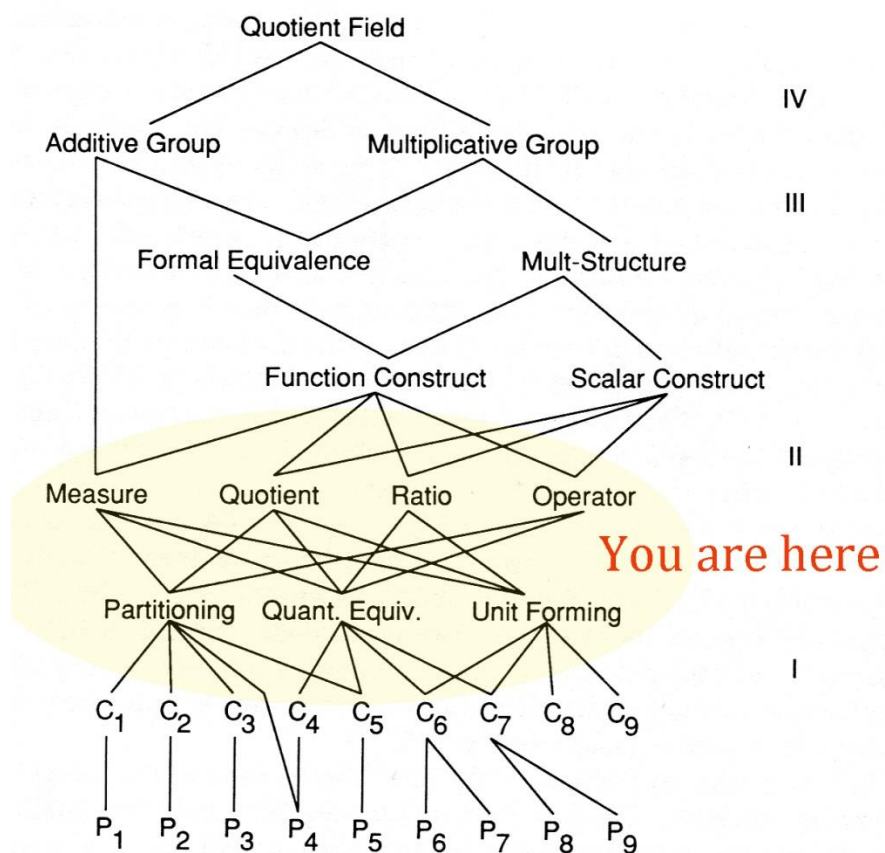 Quotient Field
IV
Additive Group Multiplicative Group
III
Formal Equivalence Mult-Structure
Function Construct Scalar Construct
II
Measure Quotient Ratio Operator
You are here
Partitioning Quant. Equiv. Unit Forming
I
C1 C2 C3 C4 C5 C6 C7 C8 C9
P1 P2 P3 P4 P5 P6 P7 P8 P9